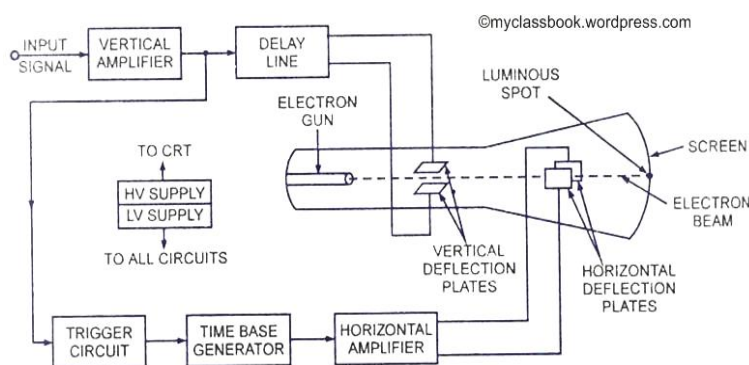 ©myclassbook.wordpress.com
INPUT
SIGNAL
VERTICAL
AMPLIFIER
DELAY
LINE
LUMINOUS
SPOT
ELECTRON
GUN
SCREEN
TO CRT
HV SUPPLY
LV SUPPLY
TO ALL CIRCUITS
ELECTRON
BEAM
VERTICAL
DEFLECTION
PLATES
HORIZONTAL
DEFLECTION
PLATES
TRIGGER
CIRCUIT
TIME BASE
GENERATOR
HORIZONTAL
AMPLIFIER